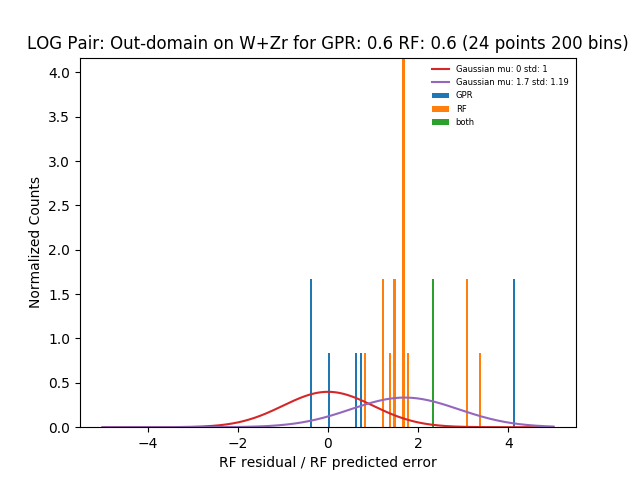 LOG Pair: Out-domain on W+Zr for GPR: 0.6 RF: 0.6 (24 points 200 bins)
Gaussian mu: 0 std: 1
Gaussian mu: 1.7 std: 1.19
GPR
RF
both
Normalized Counts
4.0
3.5
3.0
2.5
2.0
1.5
1.0
0.5
0.0
−4 −2 0 2 4
RF residual / RF predicted error